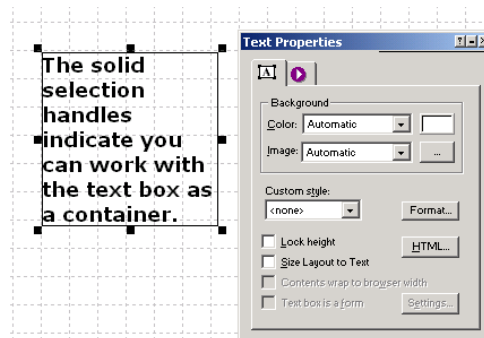 The solid
selection
handles
indicate you
can work with
the text box as
a container.
Text Properties
A
Background
Color: Automatic
Image: Automatic ...
Custom style:
<none> Format...
Lock height
HTML...
Size Layout to Text
Contents wrap to browser width
Text box is a form Settings...